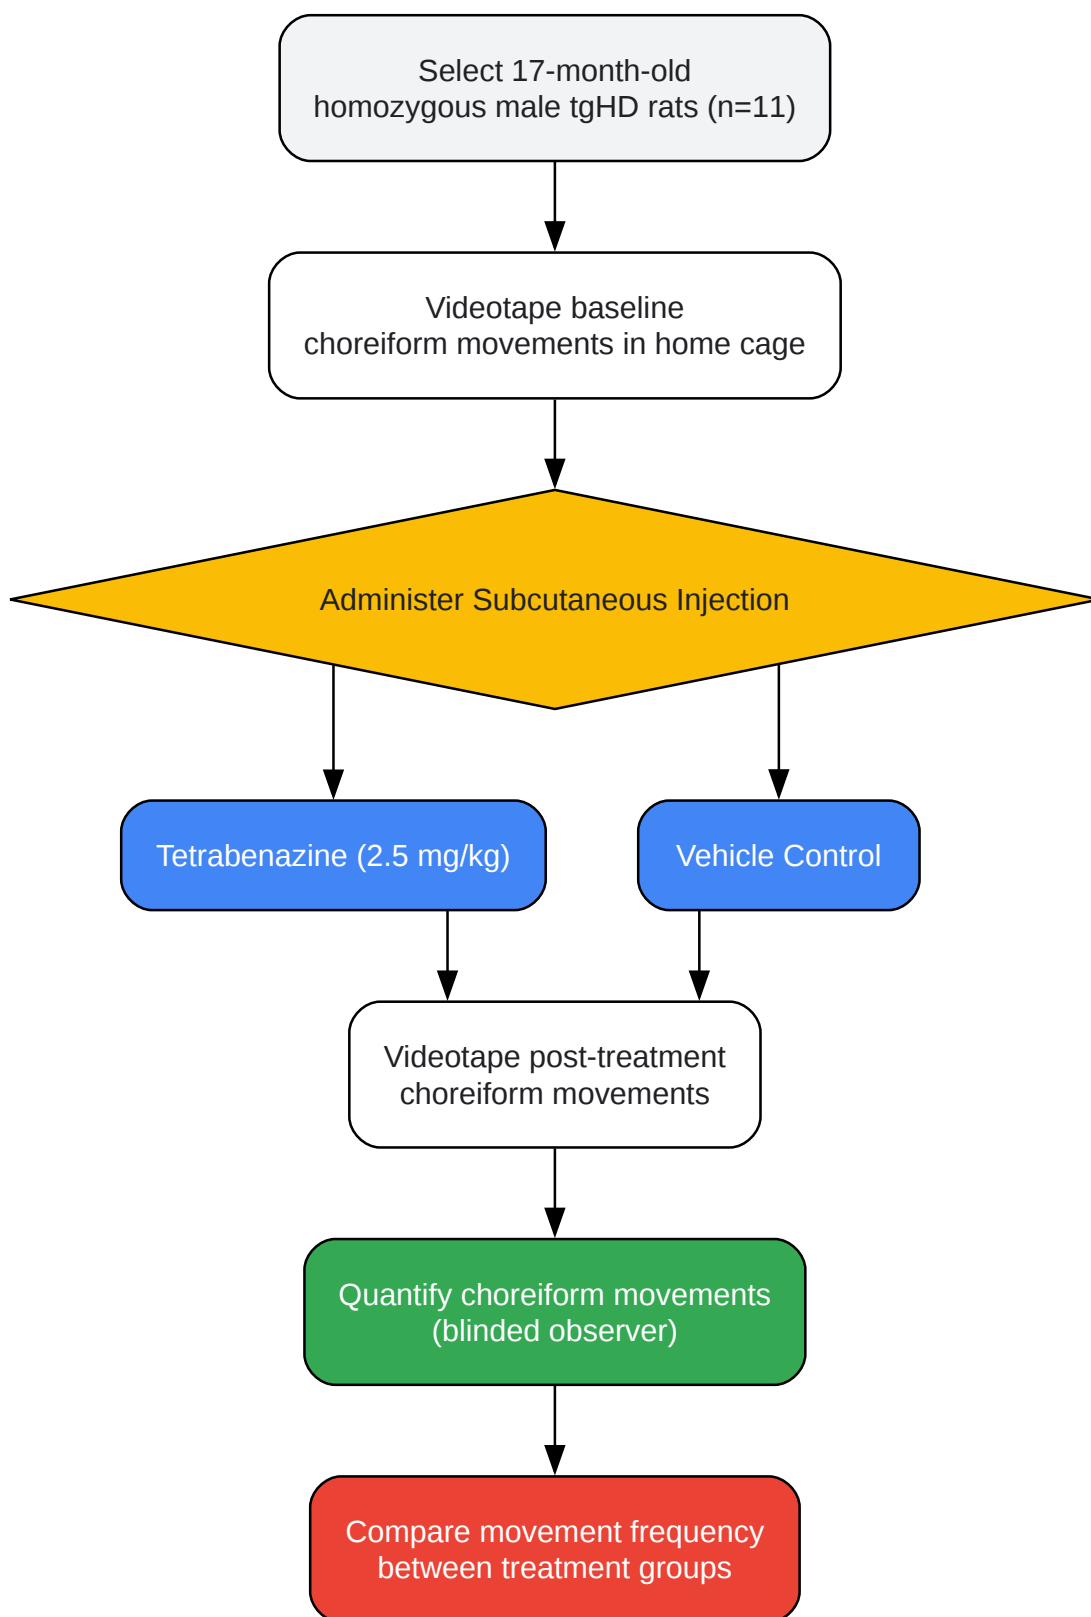 Select 17-month-old
homozygous male tgHD rats (n=11)
Videotape baseline
choreiform movements in home cage
Administer Subcutaneous Injection
Tetrabenazine (2.5 mg/kg)
Vehicle Control
Videotape post-treatment
choreiform movements
Quantify choreiform movements
(blinded observer)
Compare movement frequency
between treatment groups